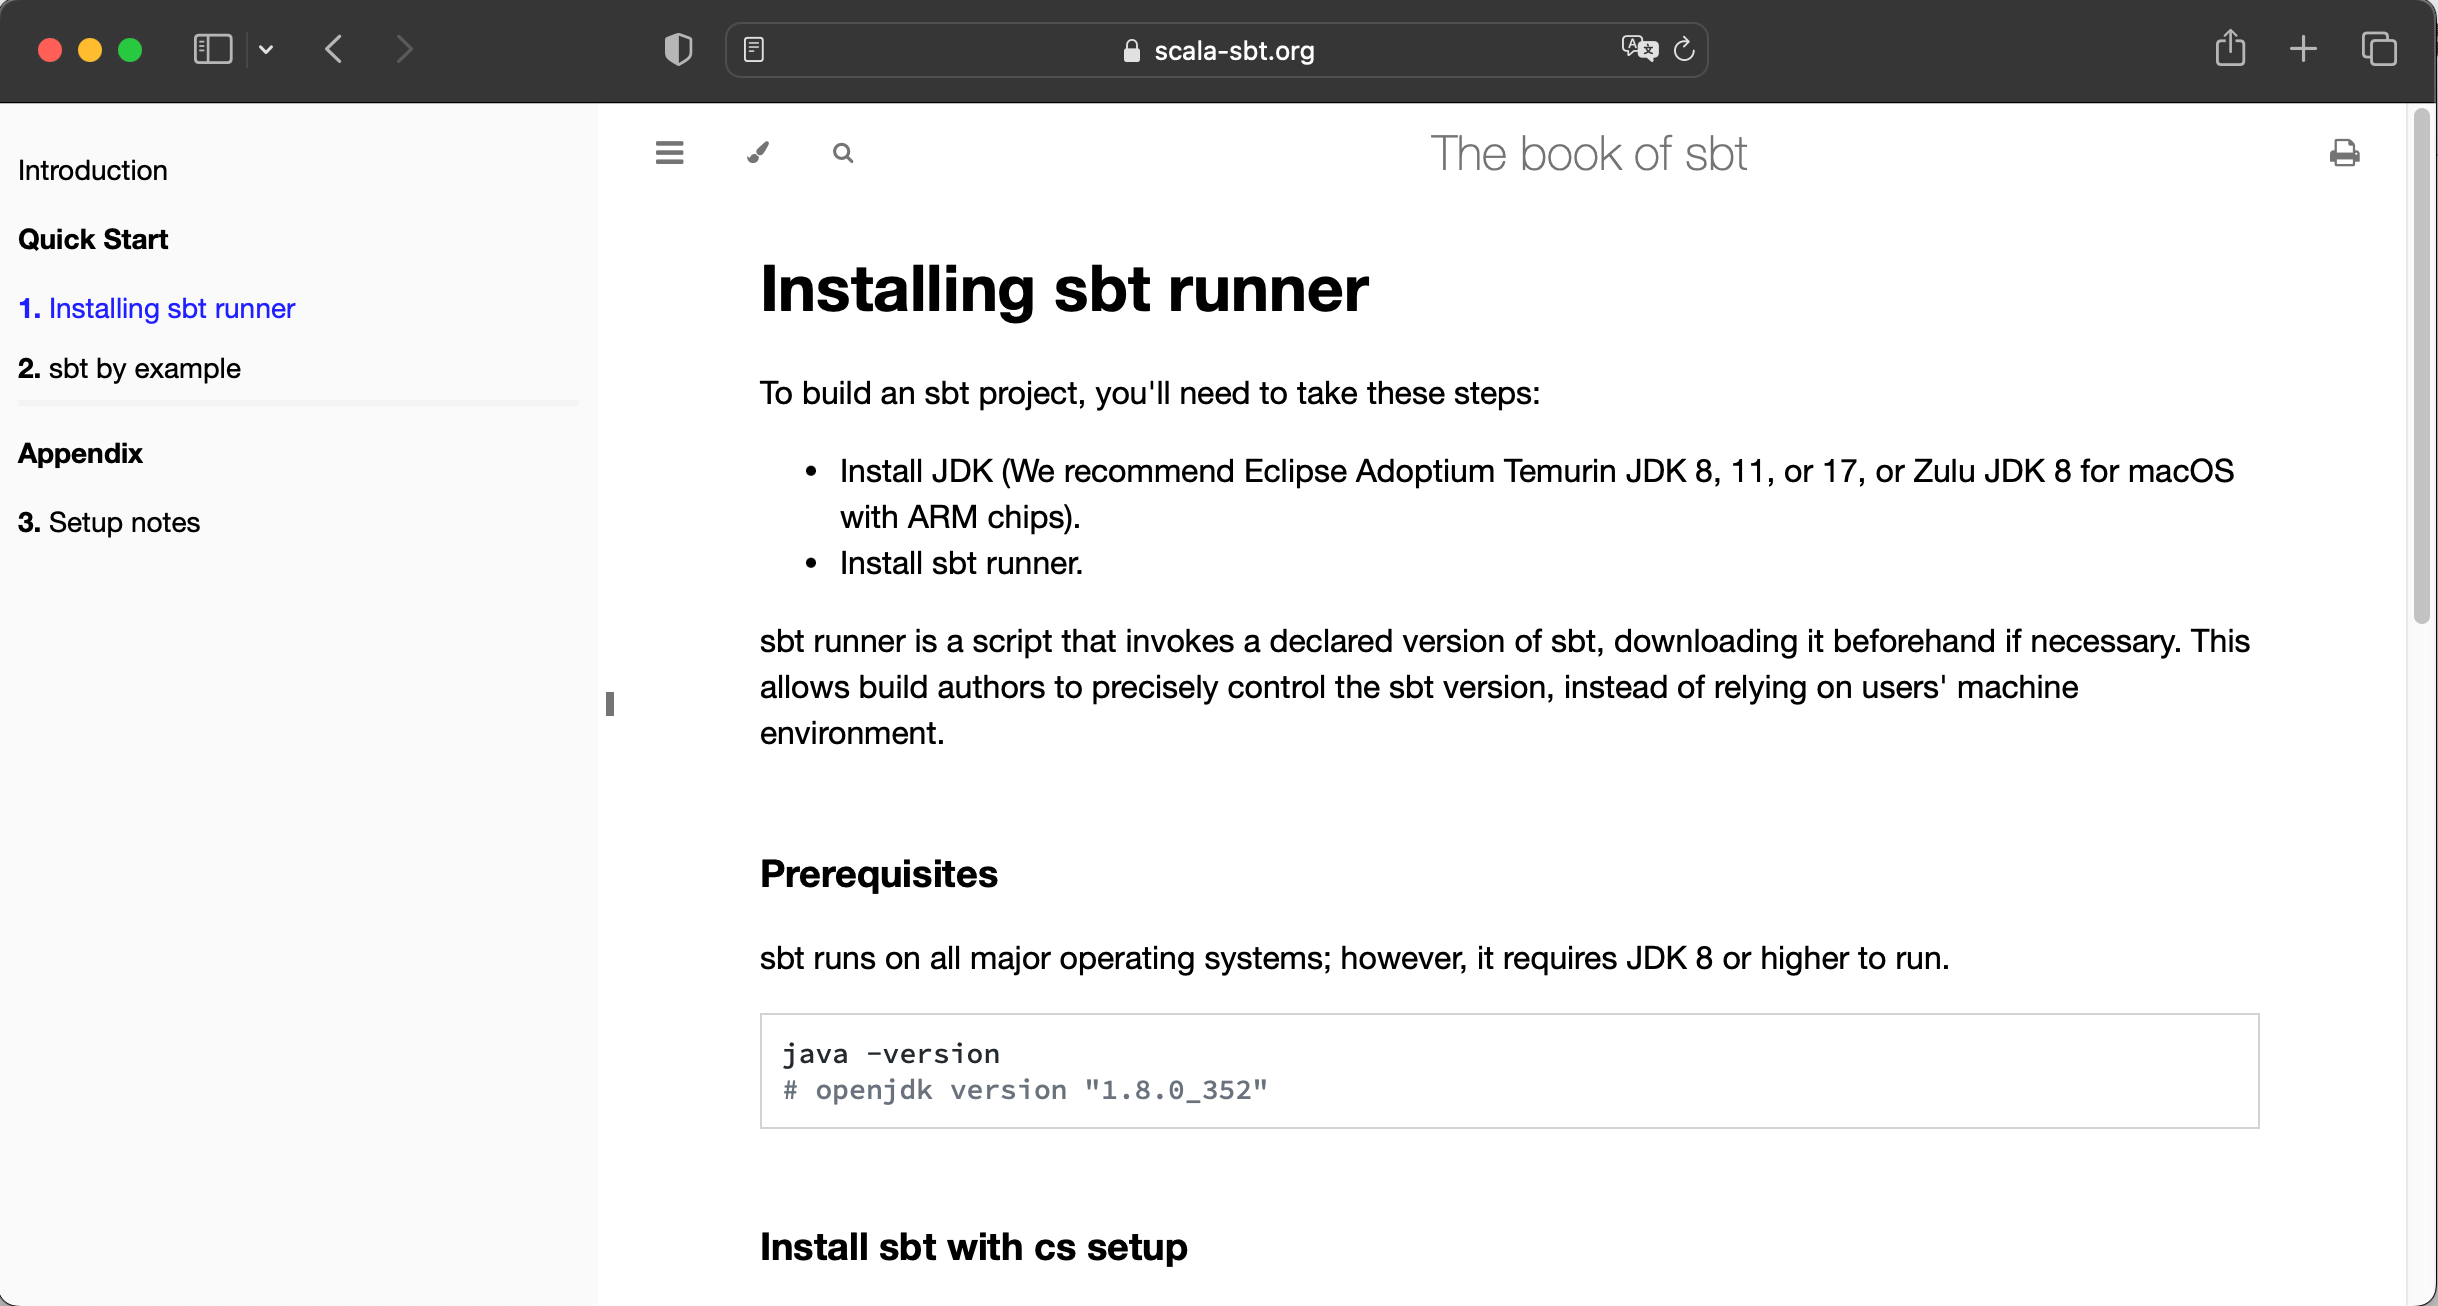 scala-sbt.org
Introduction
Quick Start
1. Installing sbt runner
2. sbt by example
Appendix
3. Setup notes
The book of sbt
Installing sbt runner
To build an sbt project, you'll need to take these steps:
• Install JDK (We recommend Eclipse Adoptium Temurin JDK 8, 11, or 17, or Zulu JDK 8 for macOS
with ARM chips).
• Install sbt runner.
sbt runner is a script that invokes a declared version of sbt, downloading it beforehand if necessary. This
allows build authors to precisely control the sbt version, instead of relying on users' machine
environment.
Prerequisites
sbt runs on all major operating systems; however, it requires JDK 8 or higher to run.
java -version
# openjdk version "1.8.0_352"
Install sbt with cs setup